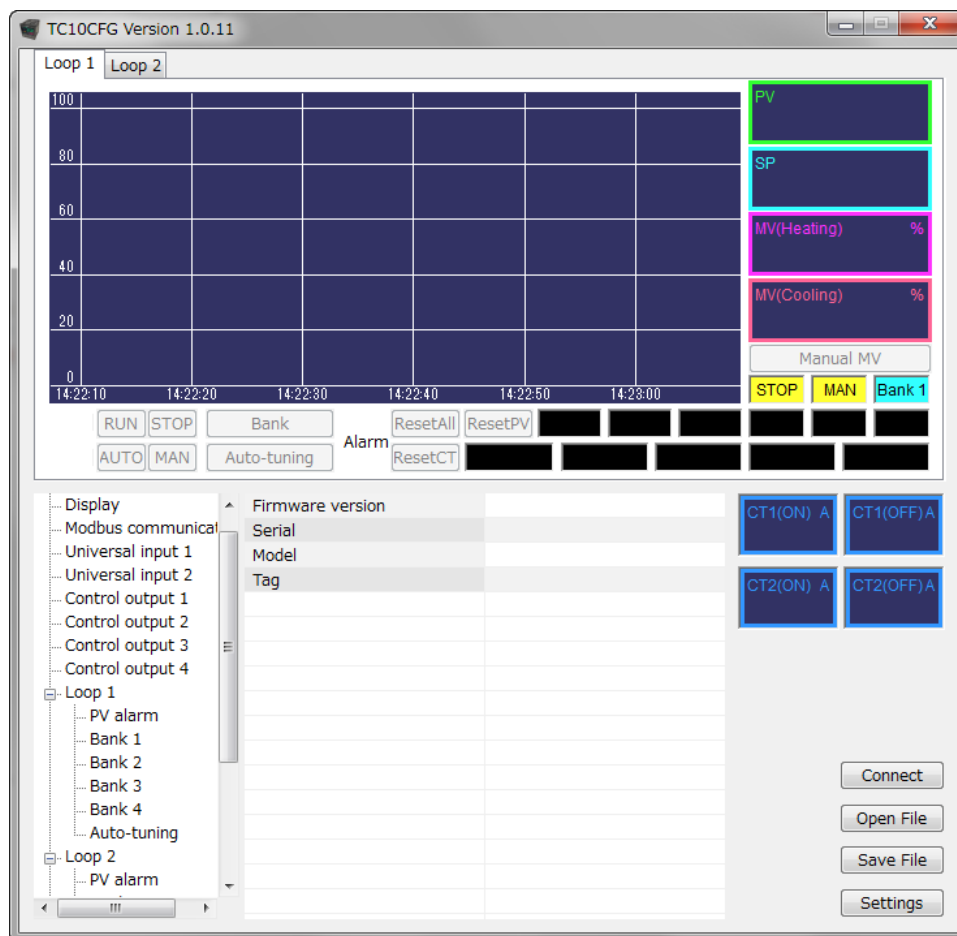 TC10CFG Version 1.0.11
Loop 1 Loop 2
100
80
60
40
20
0
14:22:10 14:22:20 14:22:30 14:22:40 14:22:50 14:23:00
PV
SP
MV(Heating) %
MV(Cooling) %
Manual MV
STOP MAN Bank 1
RUN STOP Bank ResetAll ResetPV
Alarm
AUTO MAN Auto-tuning ResetCT
Display
Modbus communicat
Universal input 1
Universal input 2
Control output 1
Control output 2
Control output 3
Control output 4
Loop 1
PV alarm
Bank 1
Bank 2
Bank 3
Bank 4
Auto-tuning
Loop 2
PV alarm
Firmware version
Serial
Model
Tag
CT1(ON) A CT1(OFF) A
CT2(ON) A CT2(OFF) A
Connect
Open File
Save File
Settings